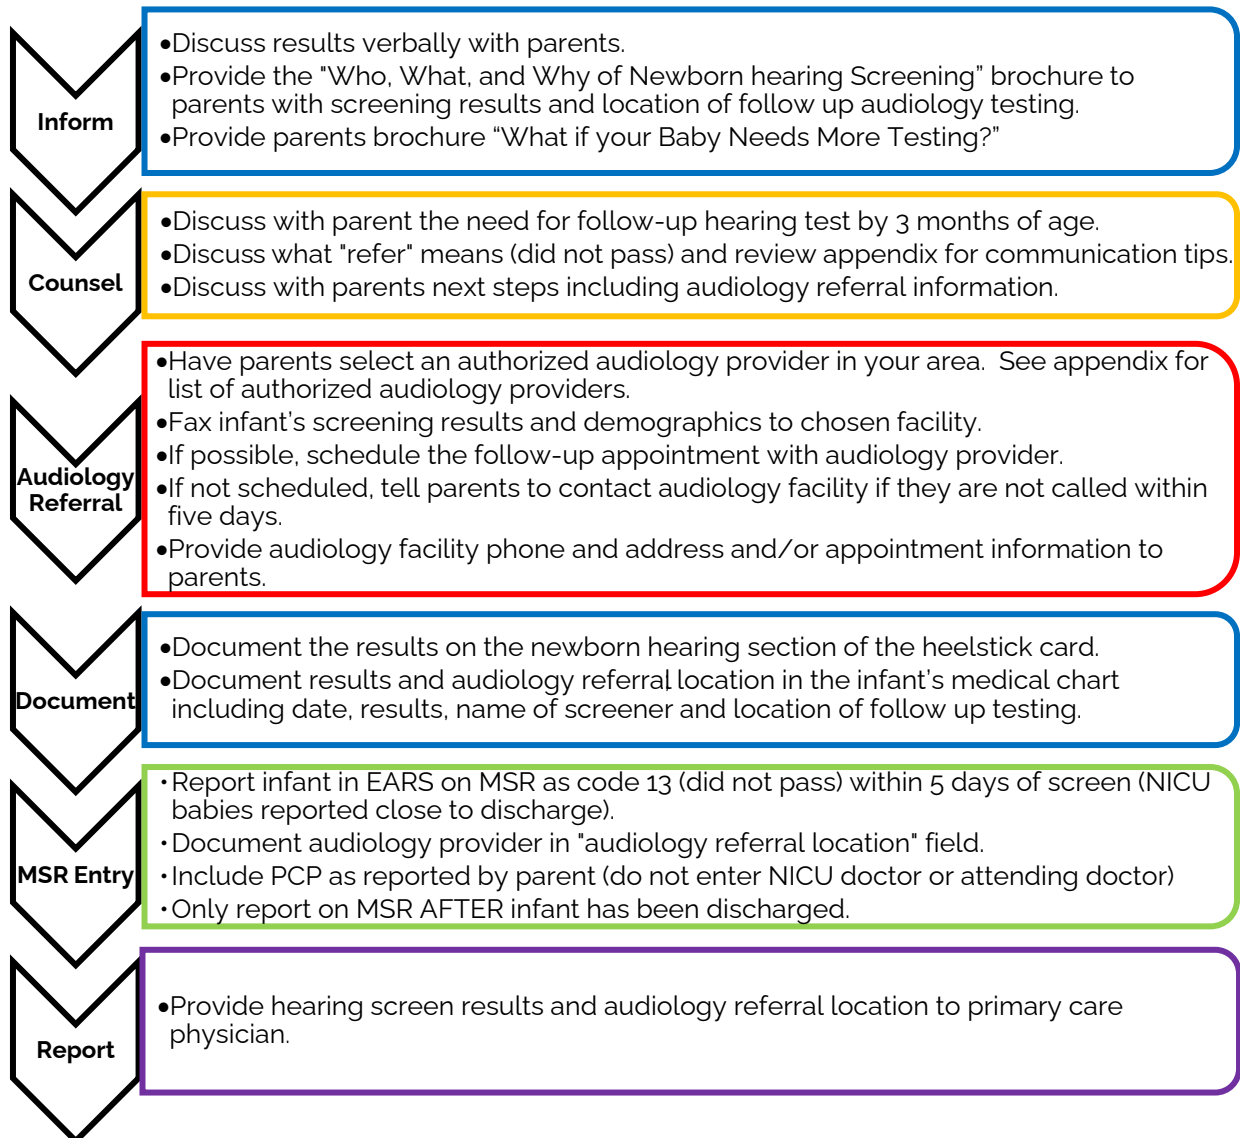 Inform
•Discuss results verbally with parents.
•Provide the "Who, What, and Why of Newborn hearing Screening” brochure to
parents with screening results and location of follow up audiology testing.
•Provide parents brochure “What if your Baby Needs More Testing?”
Counsel
•Discuss with parent the need for follow-up hearing test by 3 months of age.
•Discuss what "refer" means (did not pass) and review appendix for communication tips.
•Discuss with parents next steps including audiology referral information.
Audiology
Referral
•Have parents select an authorized audiology provider in your area.  See appendix for
list of authorized audiology providers.
•Fax infant’s screening results and demographics to chosen facility.
•If possible, schedule the follow-up appointment with audiology provider.
•If not scheduled, tell parents to contact audiology facility if they are not called within
five days.
•Provide audiology facility phone and address and/or appointment information to
parents.
Document
•Document the results on the newborn hearing section of the heelstick card.
•Document results and audiology referral location in the infant’s medical chart
including date, results, name of screener and location of follow up testing.
MSR Entry
•Report infant in EARS on MSR as code 13 (did not pass) within 5 days of screen (NICU
babies reported close to discharge).
•Document audiology provider in "audiology referral location" field.
•Include PCP as reported by parent (do not enter NICU doctor or attending doctor)
•Only report on MSR AFTER infant has been discharged.
Report
•Provide hearing screen results and audiology referral location to primary care
physician.